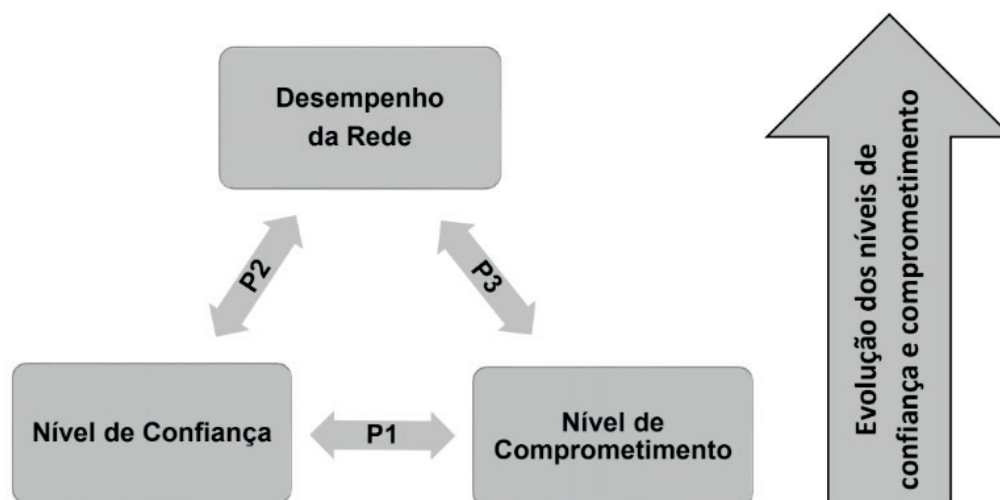 Desempenho
da Rede
P2
P3
Nível de Confiança
P1
Nível de
Comprometimento
Evolução dos níveis de
confiança e comprometimento